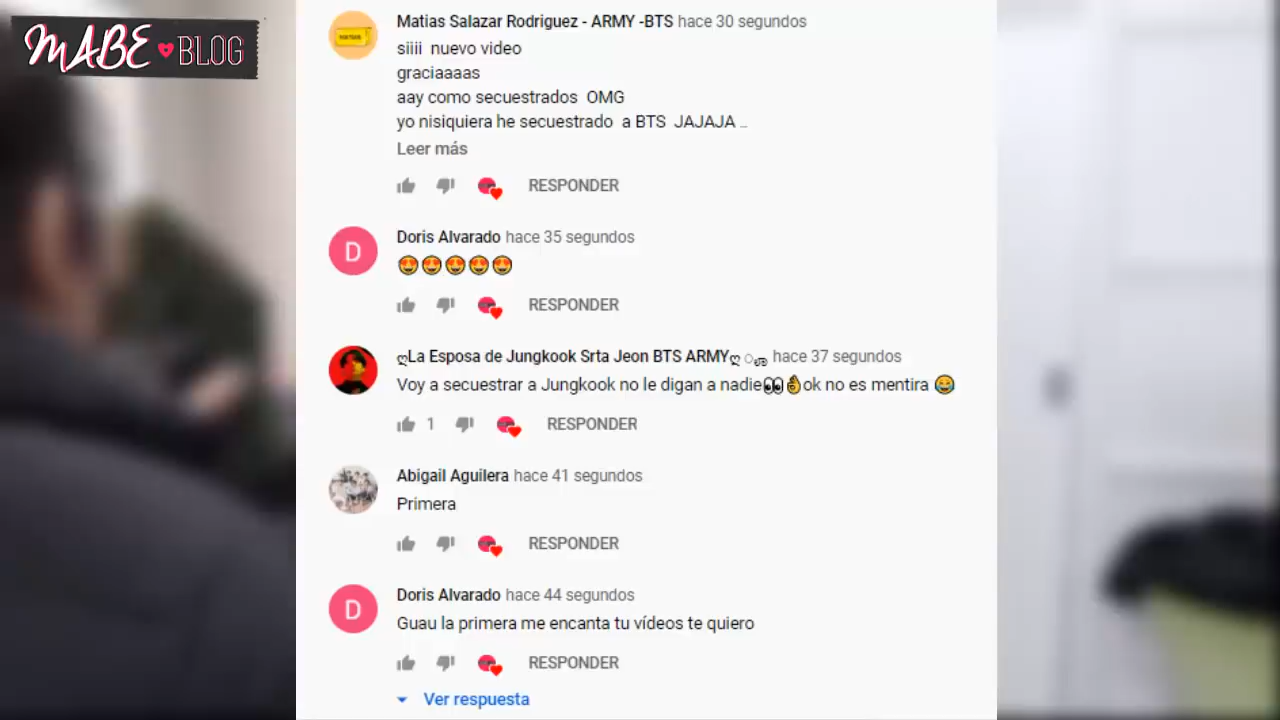 MABE BLOG
Matias Salazar Rodriguez - ARMY -BTS hace 30 segundos
siiii nuevo video
graciaaaas
aay como secuestrados OMG
yo nisiquiera he secuestrado a BTS JAJAJA ..
Leer más
RESPONDER
D
Doris Alvarado hace 35 segundos
😍😍😍😍😍
RESPONDER
ღLa Esposa de Jungkook Srta Jeon BTS ARMYღ hace 37 segundos
Voy a secuestrar a Jungkook no le digan a nadie👀👌ok no es mentira 😂
1 RESPONDER
Abigail Aguilera hace 41 segundos
Primera
RESPONDER
D
Doris Alvarado hace 44 segundos
Guau la primera me encanta tu vídeos te quiero
RESPONDER
Ver respuesta